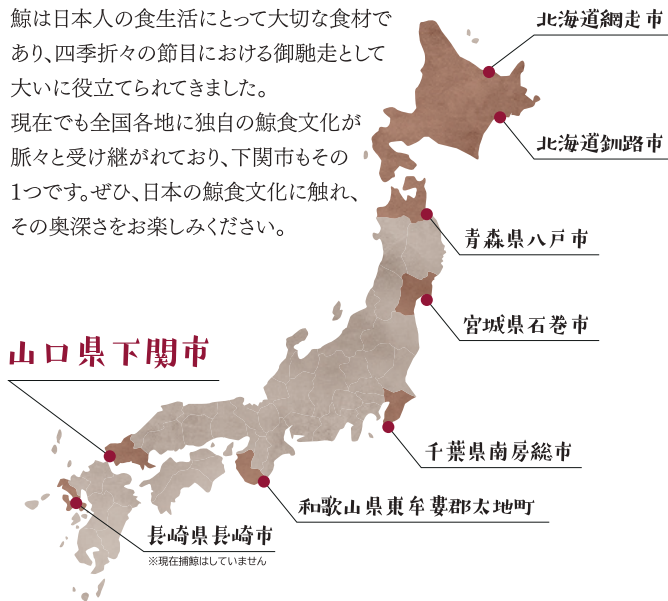 鯨は日本人の食生活にとって大切な食材で
あり、四季折々の節目における御馳走として
大いに役立てられてきました。
現在でも全国各地に独自の鯨食文化が
脈々と受け継がれており、下関市もその
1つです。ぜひ、日本の鯨食文化に触れ、
その奥深さをお楽しみください。
北海道網走市
北海道釧路市
青森県八戸市
宮城県石巻市
山口県下関市
千葉県南房総市
和歌山県東牟婁郡太地町
長崎県長崎市
※現在捕鯨はしていません